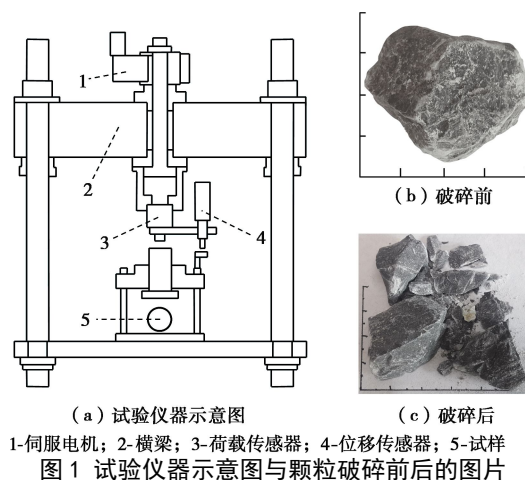 1
2
3
4
5
(b)破碎前
(a)试验仪器示意图
(c)破碎后
1-伺服电机；2-横梁；3-荷载传感器；4-位移传感器；5-试样
图1 试验仪器示意图与颗粒破碎前后的图片